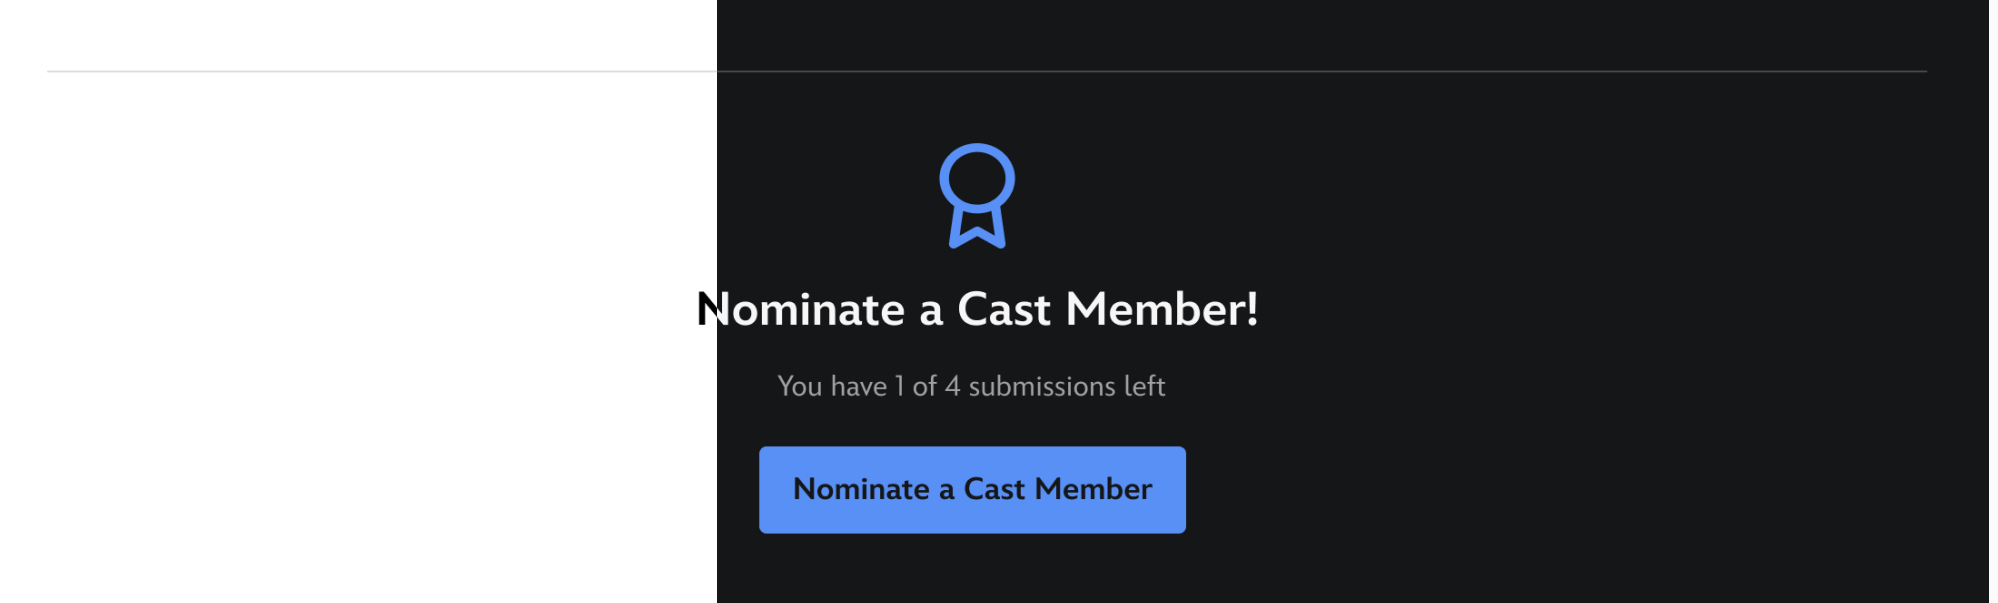 Nominate a Cast Member!
You have 1 of 4 submissions left
Nominate a Cast Member